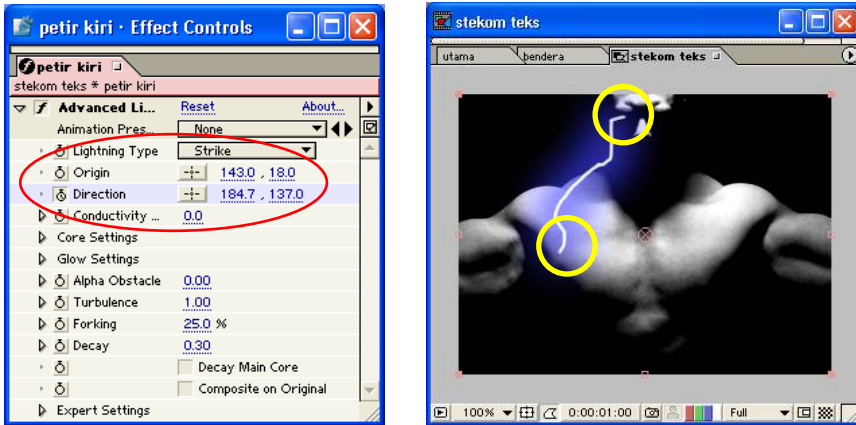 petir kiri · Effect Controls
petir kiri
stekom teks * petir kiri
Advanced Li... Reset About...
Animation Pres... None
Lightning Type Strike
Origin 143.0 , 18.0
Direction 184.7 , 137.0
Conductivity ... 0.0
Core Settings
Glow Settings
Alpha Obstacle 0.00
Turbulence 1.00
Forking 25.0 %
Decay 0.30
Decay Main Core
Composite on Original
Expert Settings
stekom teks
utama bendera stekom teks
100% 0:00:01:00 Full